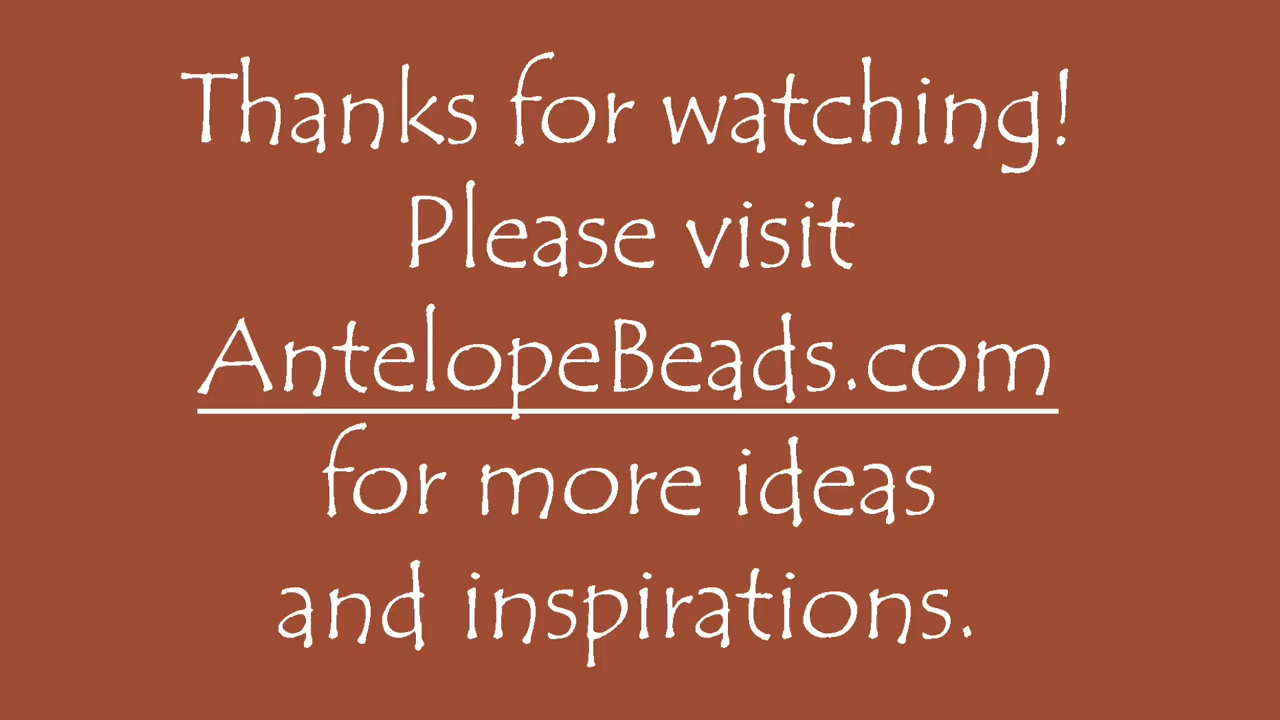 Thanks for watching!
Please visit
AntelopeBeads.com
for more ideas
and inspirations.